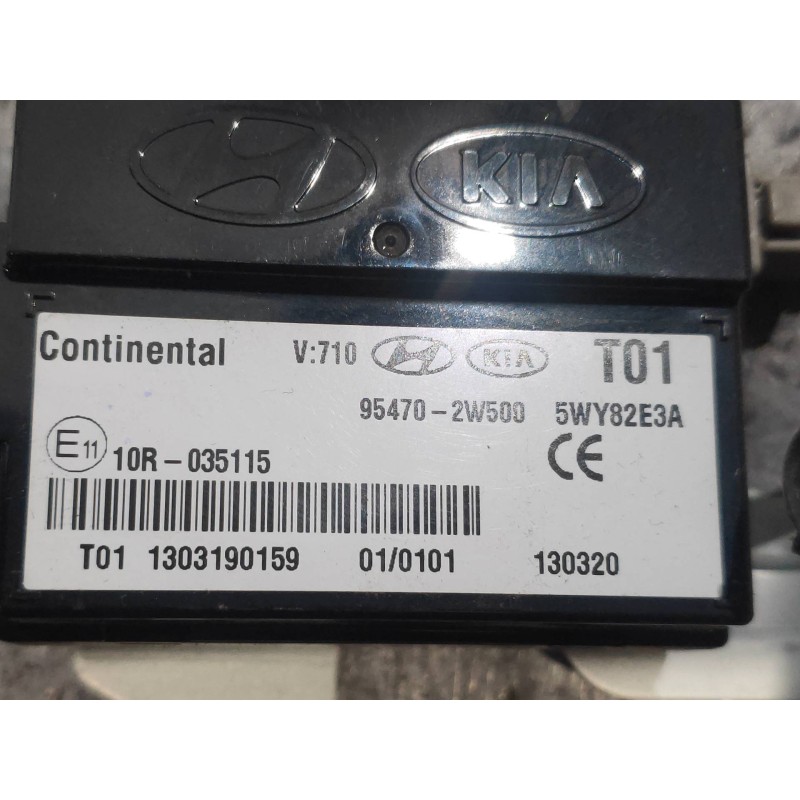 KIA
Continental V:710 KIA T01
95470-2W500 5WY82E3A
E11 10R-035115 CE
T01 1303190159 01/0101 130320